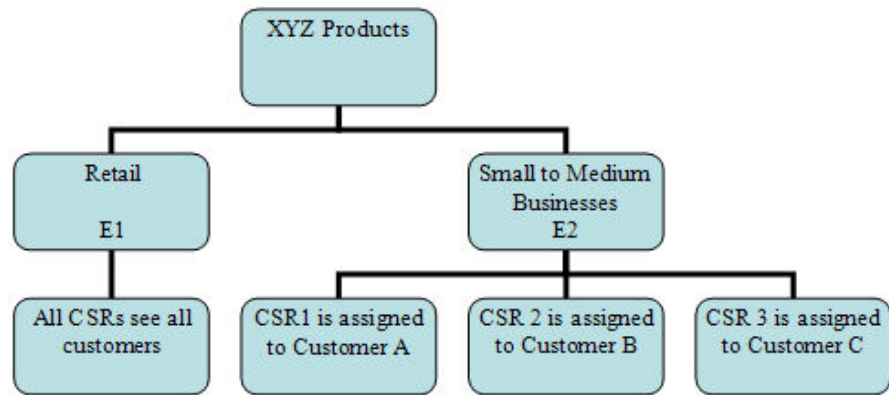 XYZ Products
Retail
E1
Small to Medium
Businesses
E2
All CSRs see all
customers
CSR1 is assigned
to Customer A
CSR 2 is assigned
to Customer B
CSR 3 is assigned
to Customer C